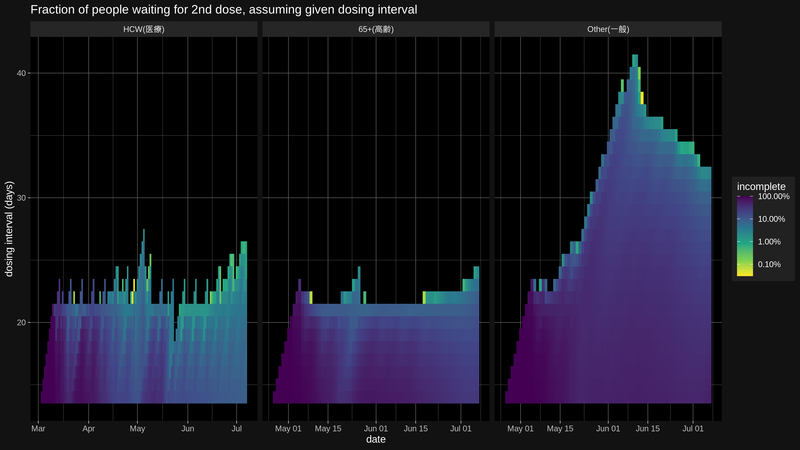 Fraction of people waiting for 2nd dose, assuming given dosing interval
HCW(医療)
65+(高齢)
Other(一般)
dosing interval (days)
40
30
20
Mar
Apr
May
Jun
Jul
May 01
May 15
Jun 01
Jun 15
Jul 01
May 01
May 15
Jun 01
Jun 15
Jul 01
date
incomplete
100.00%
10.00%
1.00%
0.10%